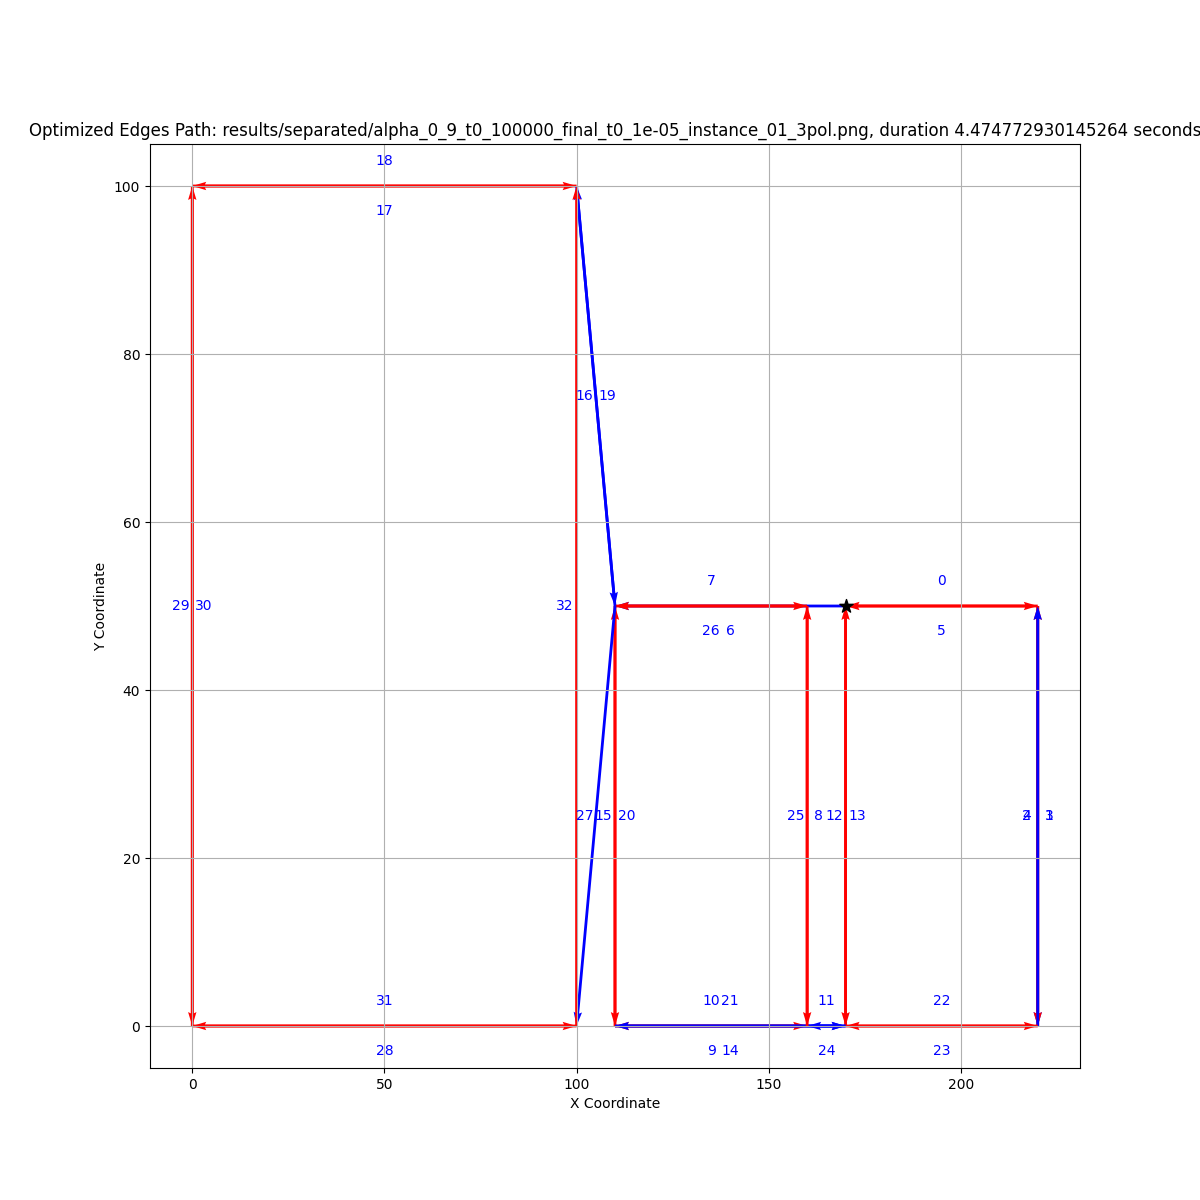 Optimized Edges Path: results/separated/alpha_0_9_t0_100000_final_t0_1e-05_instance_01_3pol.png, duration 4.474772930145264 seconds
18
100
17
80
16 19
60
7 0
29 30 32
26 6 5
Y Coordinate
40
27 15 20 25 8 12 13 2 4 1 3
20
31 10 21 11 22
0
28 9 14 24 23
0 50 100 150 200
X Coordinate